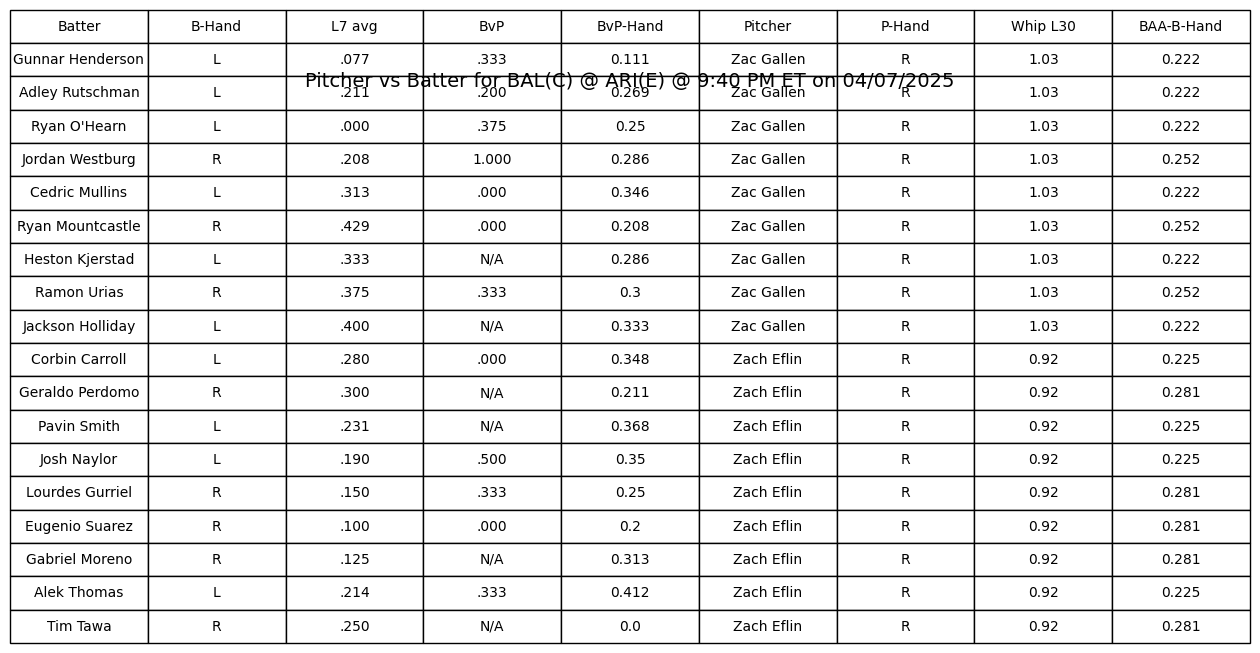 Batter B-Hand L7 avg BvP BvP-Hand Pitcher P-Hand Whip L30 BAA-B-Hand
Gunnar Henderson L .077 .333 0.111 Zac Gallen R 1.03 0.222
Pitcher vs Batter for BAL(C) @ ARI(E) @ 9:40 PM ET on 04/07/2025
Adley Rutschman L .211 .200 0.269 Zac Gallen R 1.03 0.222
Ryan O'Hearn L .000 .375 0.25 Zac Gallen R 1.03 0.222
Jordan Westburg R .208 1.000 0.286 Zac Gallen R 1.03 0.252
Cedric Mullins L .313 .000 0.346 Zac Gallen R 1.03 0.222
Ryan Mountcastle R .429 .000 0.208 Zac Gallen R 1.03 0.252
Heston Kjerstad L .333 N/A 0.286 Zac Gallen R 1.03 0.222
Ramon Urias R .375 .333 0.3 Zac Gallen R 1.03 0.252
Jackson Holliday L .400 N/A 0.333 Zac Gallen R 1.03 0.222
Corbin Carroll L .280 .000 0.348 Zach Eflin R 0.92 0.225
Geraldo Perdomo R .300 N/A 0.211 Zach Eflin R 0.92 0.281
Pavin Smith L .231 N/A 0.368 Zach Eflin R 0.92 0.225
Josh Naylor L .190 .500 0.35 Zach Eflin R 0.92 0.225
Lourdes Gurriel R .150 .333 0.25 Zach Eflin R 0.92 0.281
Eugenio Suarez R .100 .000 0.2 Zach Eflin R 0.92 0.281
Gabriel Moreno R .125 N/A 0.313 Zach Eflin R 0.92 0.281
Alek Thomas L .214 .333 0.412 Zach Eflin R 0.92 0.225
Tim Tawa R .250 N/A 0.0 Zach Eflin R 0.92 0.281